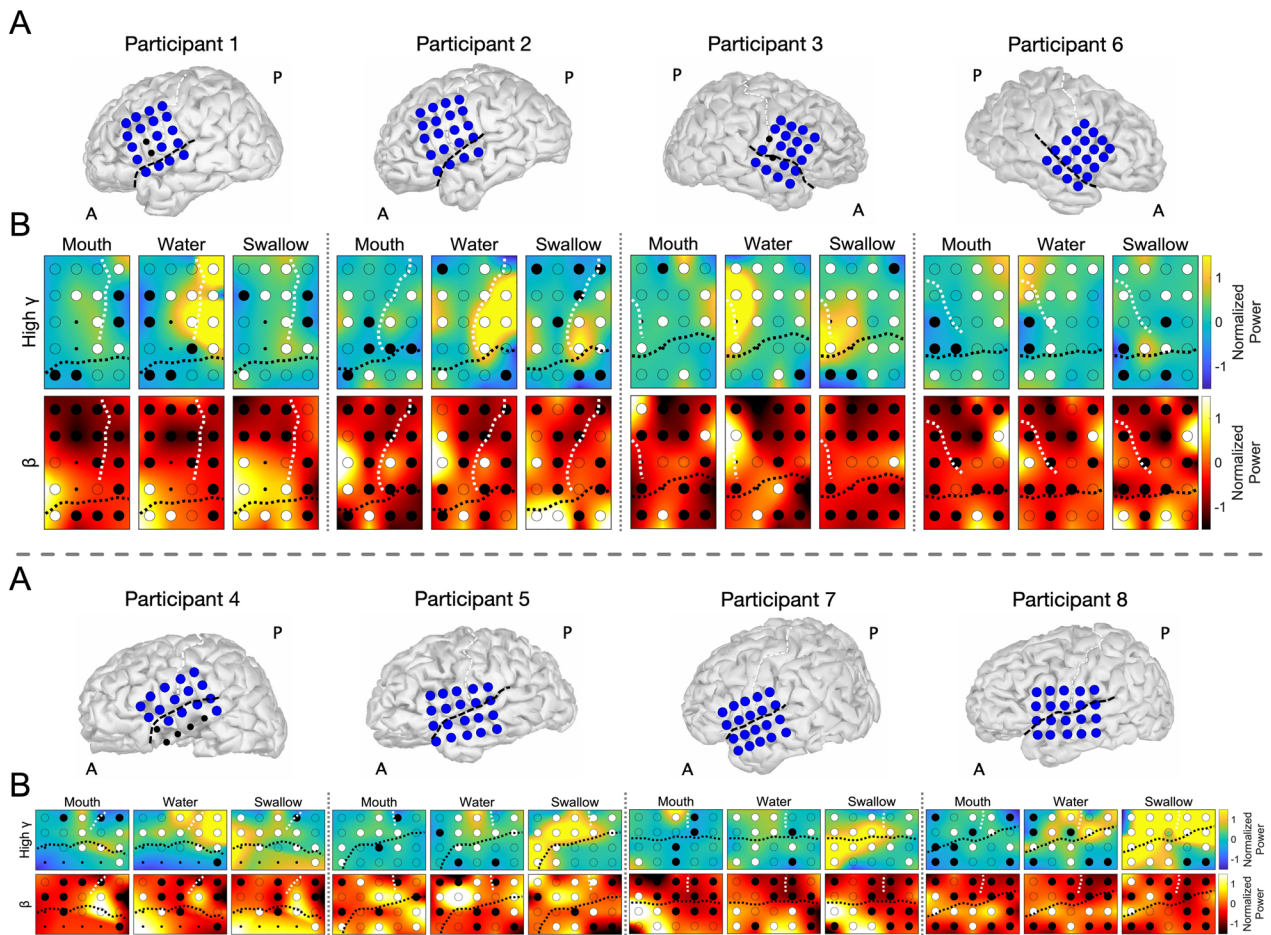 A
Participant 1
Participant 2
Participant 3
Participant 6
P
P
P
P
A
A
A
A
B
Mouth
Water
Swallow
Mouth
Water
Swallow
Mouth
Water
Swallow
Mouth
Water
Swallow
High γ
1
0
-1
Normalized
Power
β
1
0
-1
Normalized
Power
A
Participant 4
Participant 5
Participant 7
Participant 8
P
P
P
P
A
A
A
A
B
Mouth
Water
Swallow
Mouth
Water
Swallow
Mouth
Water
Swallow
Mouth
Water
Swallow
High γ
1
0
-1
Normalized
Power
β
1
0
-1
Normalized
Power